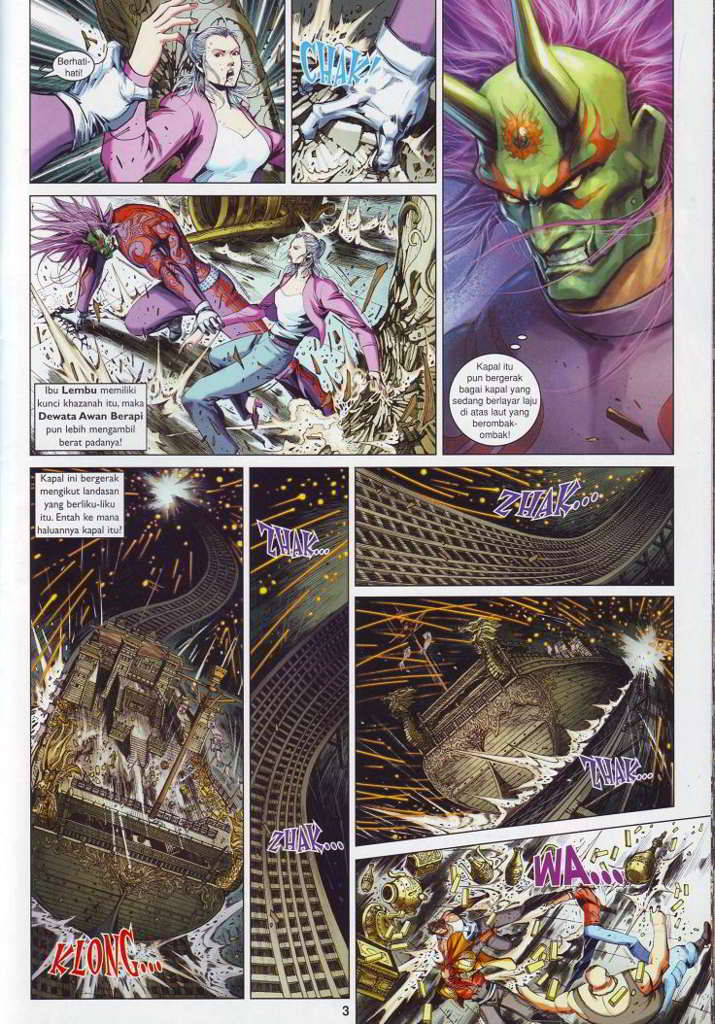 Berhati-
hati!
CHAK!
Kapal itu
pun bergerak
bagai kapal yang
sedang berlayar laju
di atas laut yang
berombak-
ombak!
Ibu Lembu memiliki
kunci khazanah itu, maka
Dewata Awan Berapi
pun lebih mengambil
berat padanya!
Kapal ini bergerak
mengikut landasan
yang berliku-liku
itu. Entah ke mana
haluannya kapal itu?
KLONG...
ZHAK...
ZHAK...
ZHAK...
ZHAK...
WA...
3